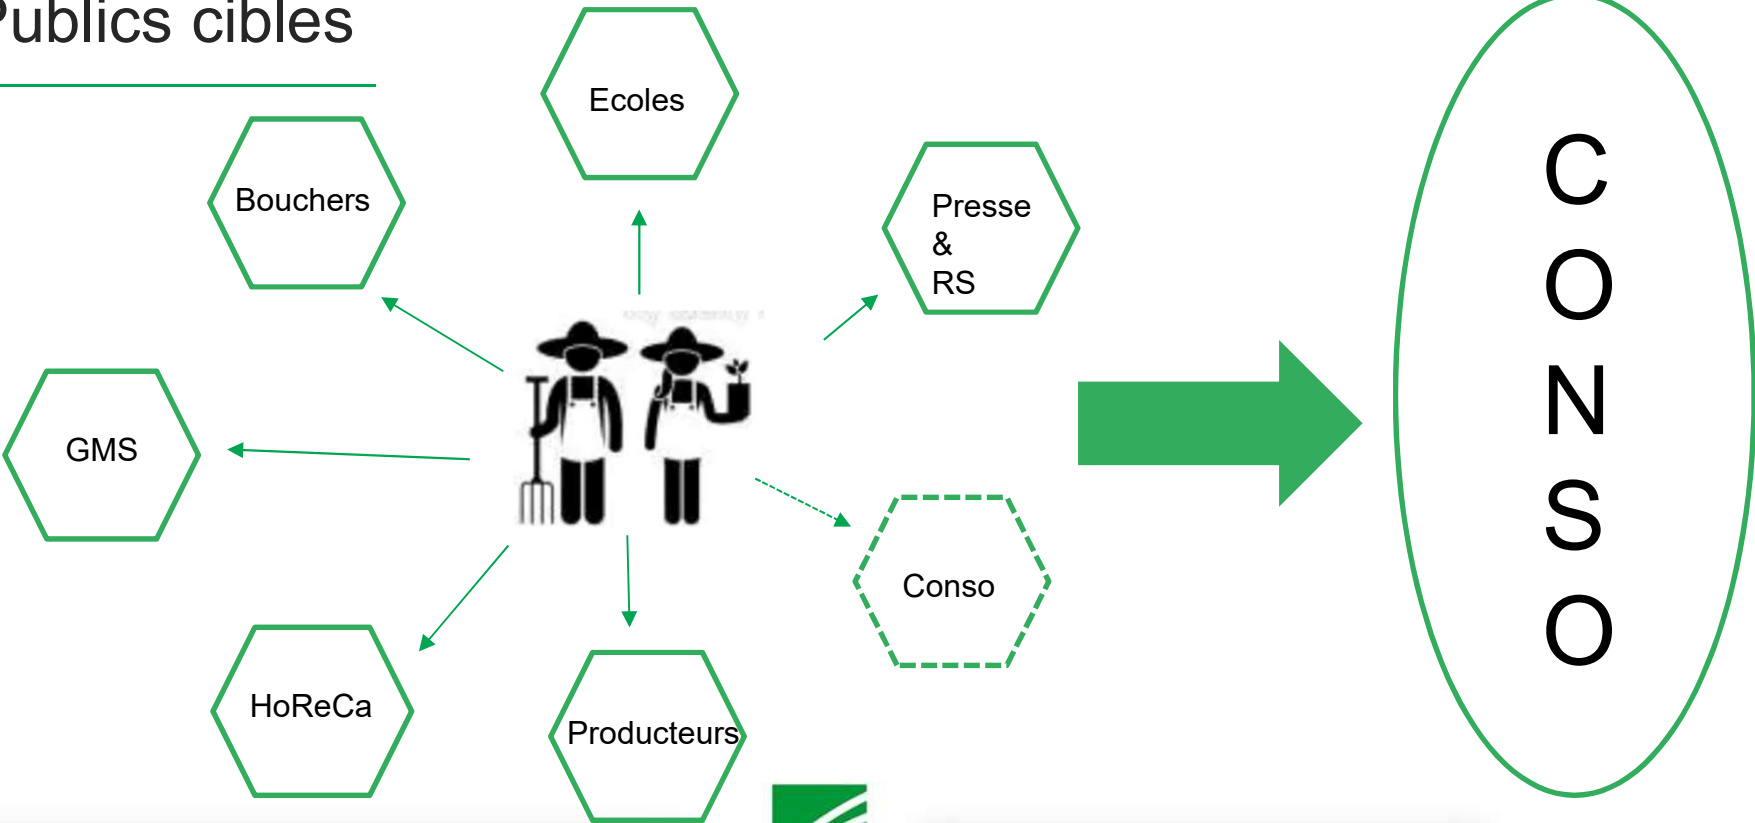 Publics cibles
Ecoles
Bouchers
Presse
&
RS
GMS
Conso
HoReCa
Producteurs
C
O
N
S
O